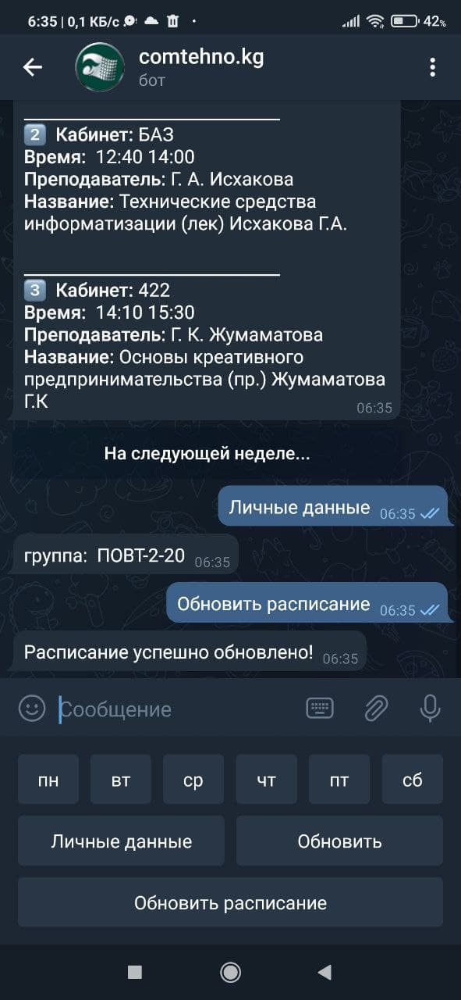 6:35 | 0,1 КБ/с
42%
comtehno.kg
бот
2 Кабинет: БАЗ
Время: 12:40 14:00
Преподаватель: Г. А. Исхакова
Название: Технические средства
информатизации (лек) Исхакова Г.А.
3 Кабинет: 422
Время: 14:10 15:30
Преподаватель: Г. К. Жумаматова
Название: Основы креативного
предпринимательства (пр.) Жумаматова
Г.К
06:35
На следующей неделе...
Личные данные 06:35
группа: ПОВТ-2-20 06:35
Обновить расписание 06:35
Расписание успешно обновлено! 06:35
Сообщение
пн вт ср чт пт сб
Личные данные Обновить
Обновить расписание